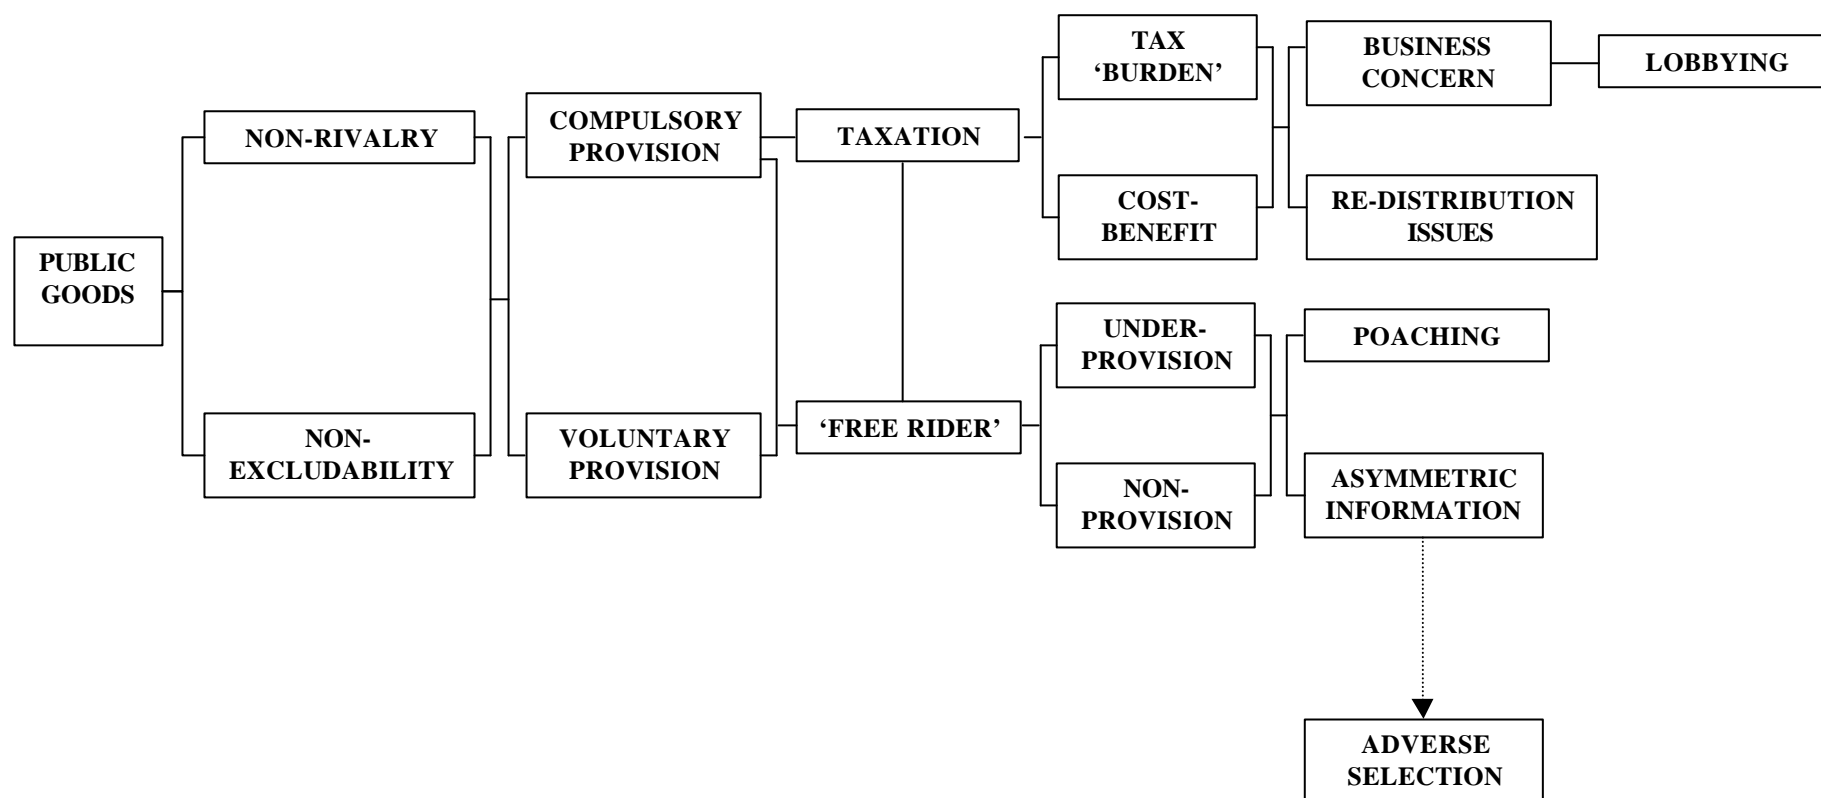 PUBLIC
GOODS
NON-RIVALRY
NON-
EXCLUDABILITY
COMPULSORY
PROVISION
VOLUNTARY
PROVISION
TAXATION
‘FREE RIDER’
TAX
‘BURDEN’
COST-
BENEFIT
UNDER-
PROVISION
NON-
PROVISION
BUSINESS
CONCERN
RE-DISTRIBUTION
ISSUES
POACHING
ASYMMETRIC
INFORMATION
ADVERSE
SELECTION
LOBBYING